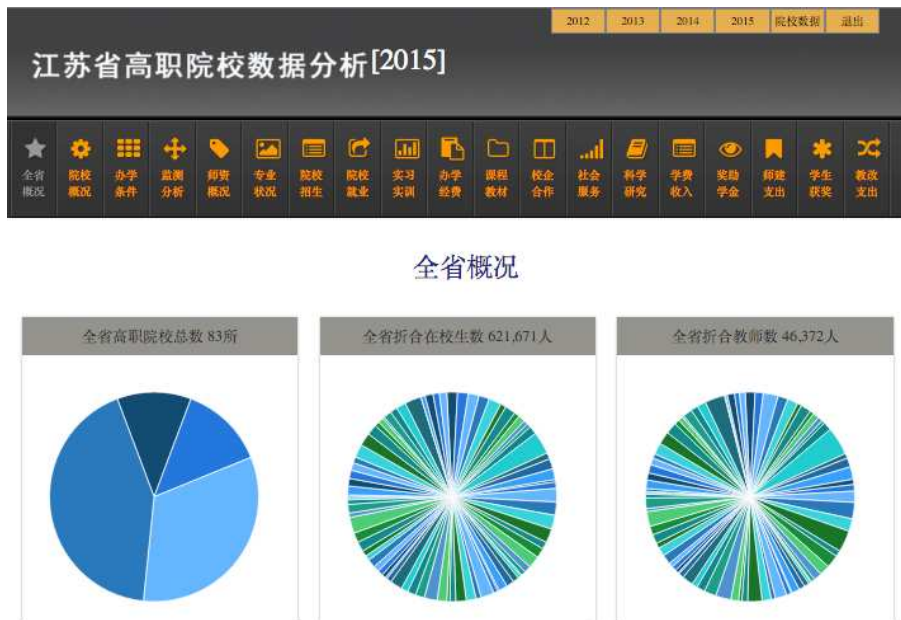 2012 2013 2014 2015 院校数据 退出
江苏省高职院校数据分析[2015]
全省概况 院校概况 办学条件 监测分析 师资概况 专业状况 院校招生 院校就业 实习实训 办学经费 课程教材 校企合作 社会服务 科学研究 学费收入 奖助学金 师建支出 学生获奖 教改支出
全省概况
全省高职院校总数 83所 全省折合在校生数 621,671人 全省折合教师数 46,372人